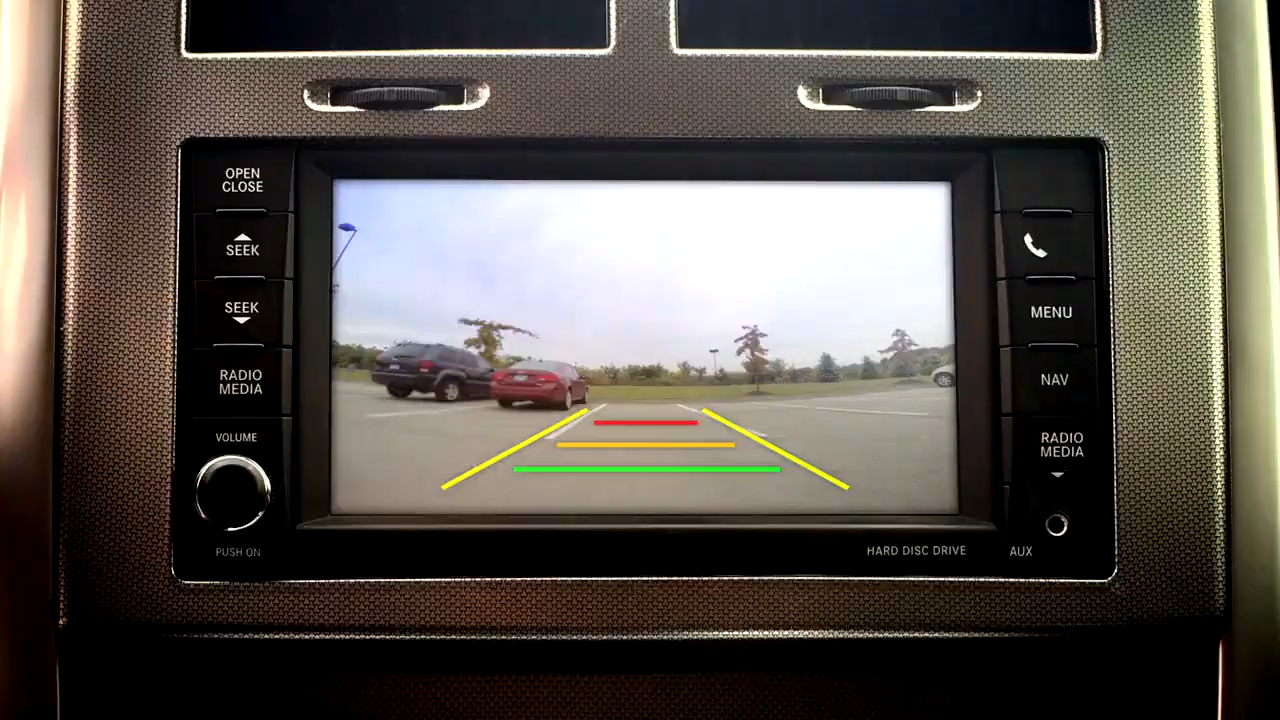 OPEN
CLOSE
SEEK
SEEK
RADIO
MEDIA
VOLUME
PUSH ON
MENU
NAV
RADIO
MEDIA
HARD DISC DRIVE
AUX